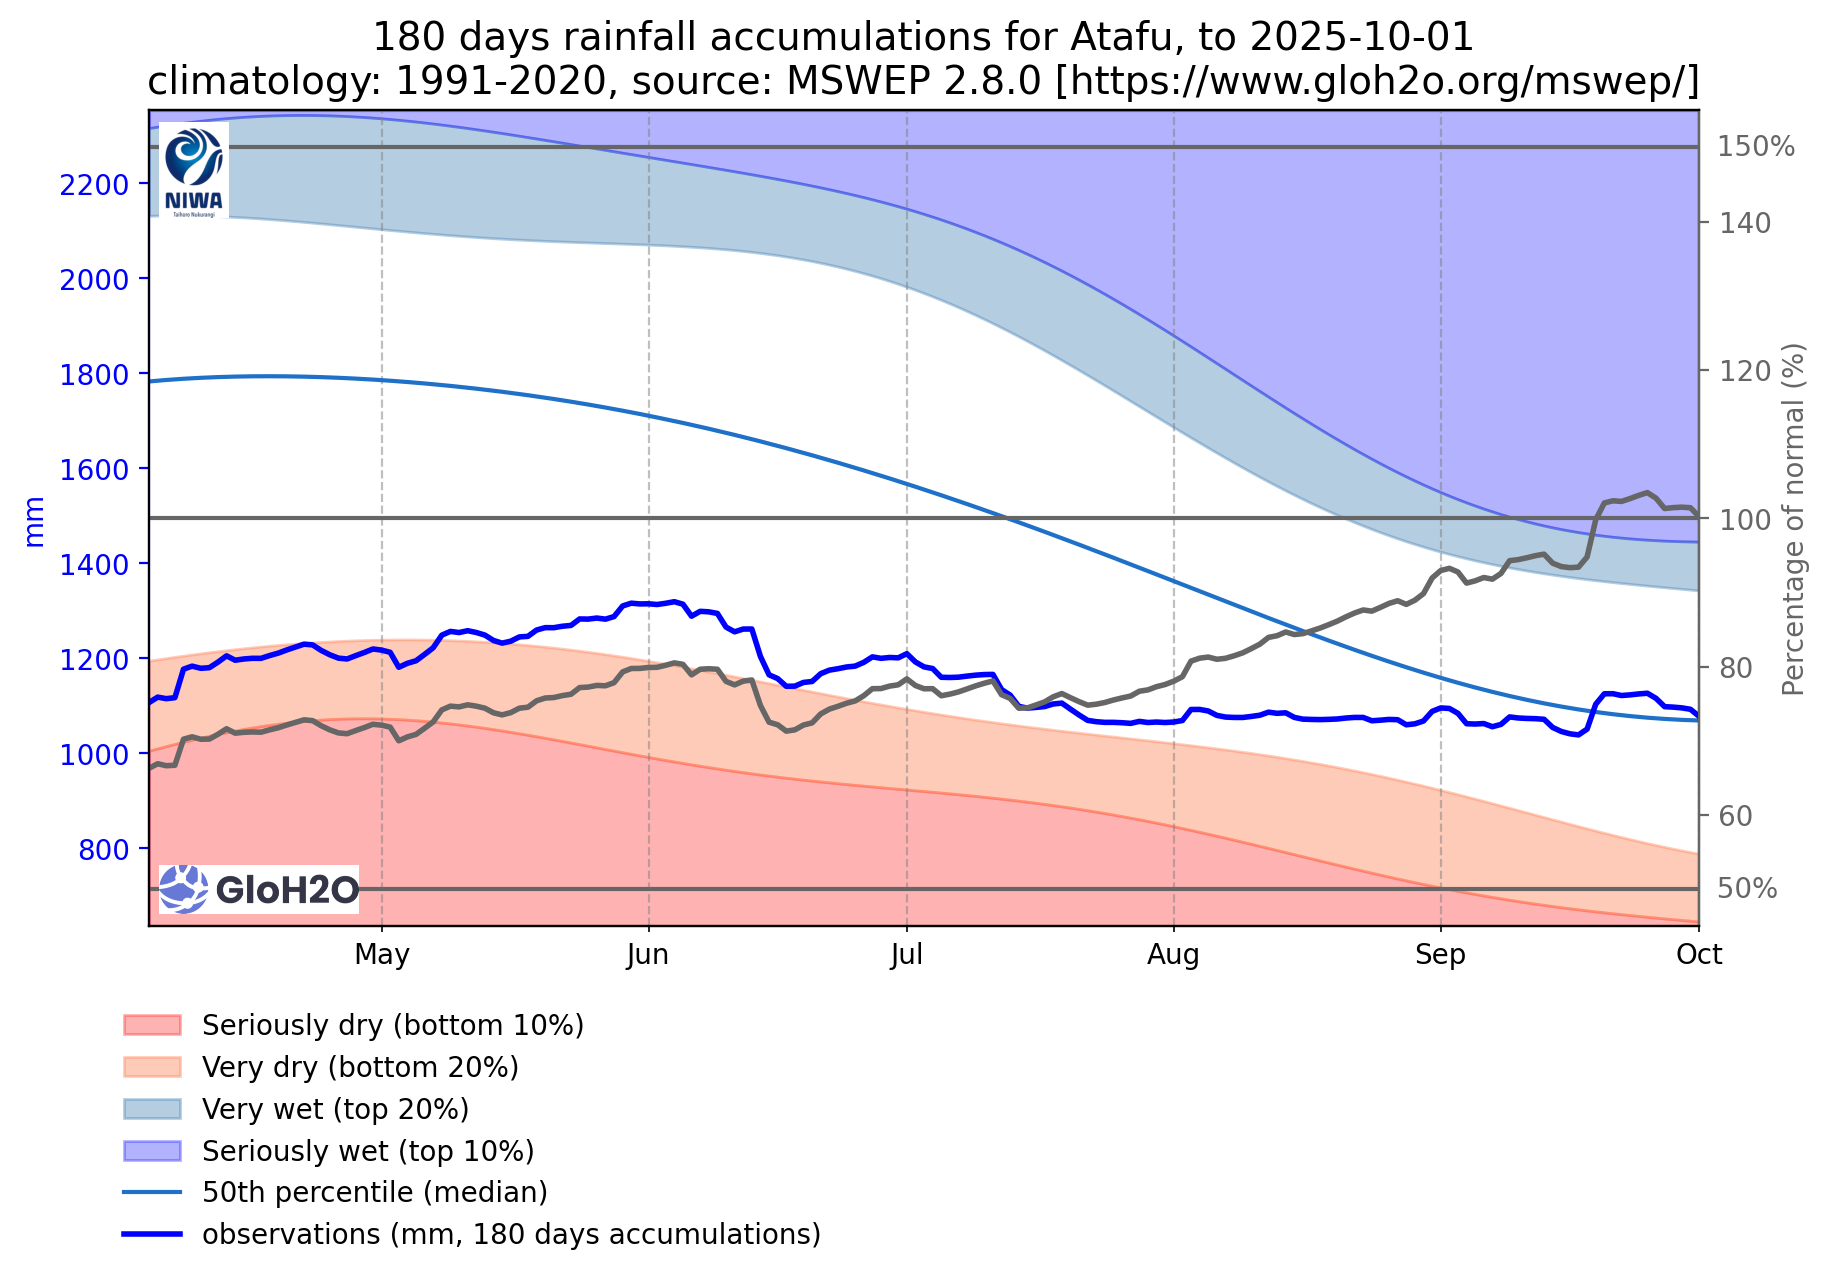 180 days rainfall accumulations for Atafu, to 2025-10-01
climatology: 1991-2020, source: MSWEP 2.8.0 [https://www.gloh2o.org/mswep/]
NIWA
Taihoro Nukurangi
mm
2200
2000
1800
1600
1400
1200
1000
800
150%
140
120
100
80
60
50%
Percentage of normal (%)
GloH2O
May
Jun
Jul
Aug
Sep
Oct
Seriously dry (bottom 10%)
Very dry (bottom 20%)
Very wet (top 20%)
Seriously wet (top 10%)
50th percentile (median)
observations (mm, 180 days accumulations)